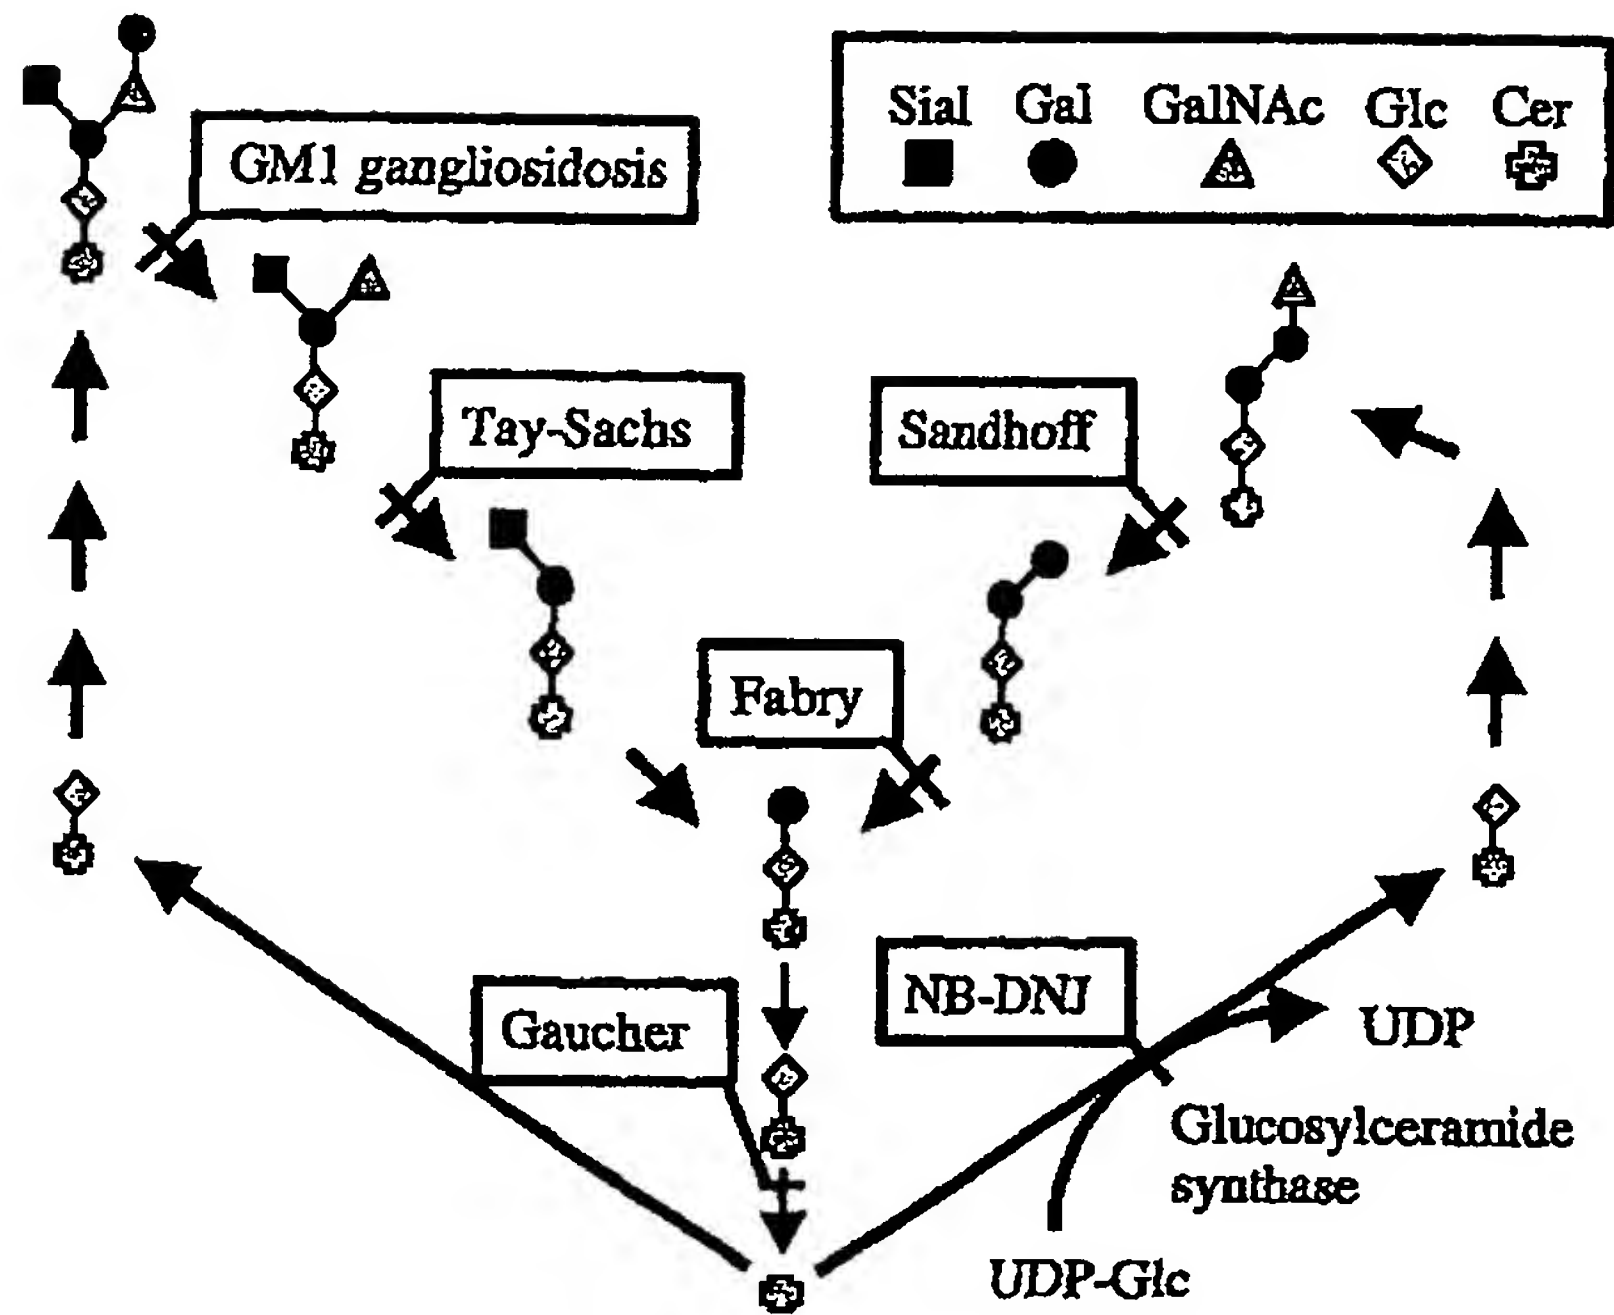 Sial Gal GalNAc Glc Cer
GM1 gangliosidosis
Tay-Sachs
Sandhoff
Fabry
Gaucher
NB-DNJ
UDP
Glucosylceramide
synthase
UDP-Glc